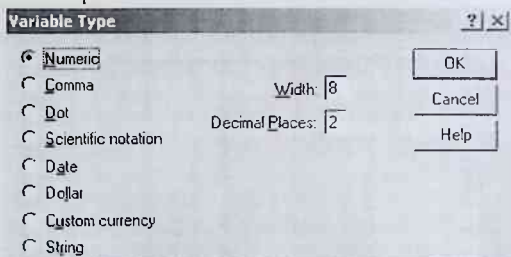 Variable Type
Numeric
Comma
Dot
Scientific notation
Date
Dollar
Custom currency
String
Width: 8
Decimal Places: 2
OK
Cancel
Help